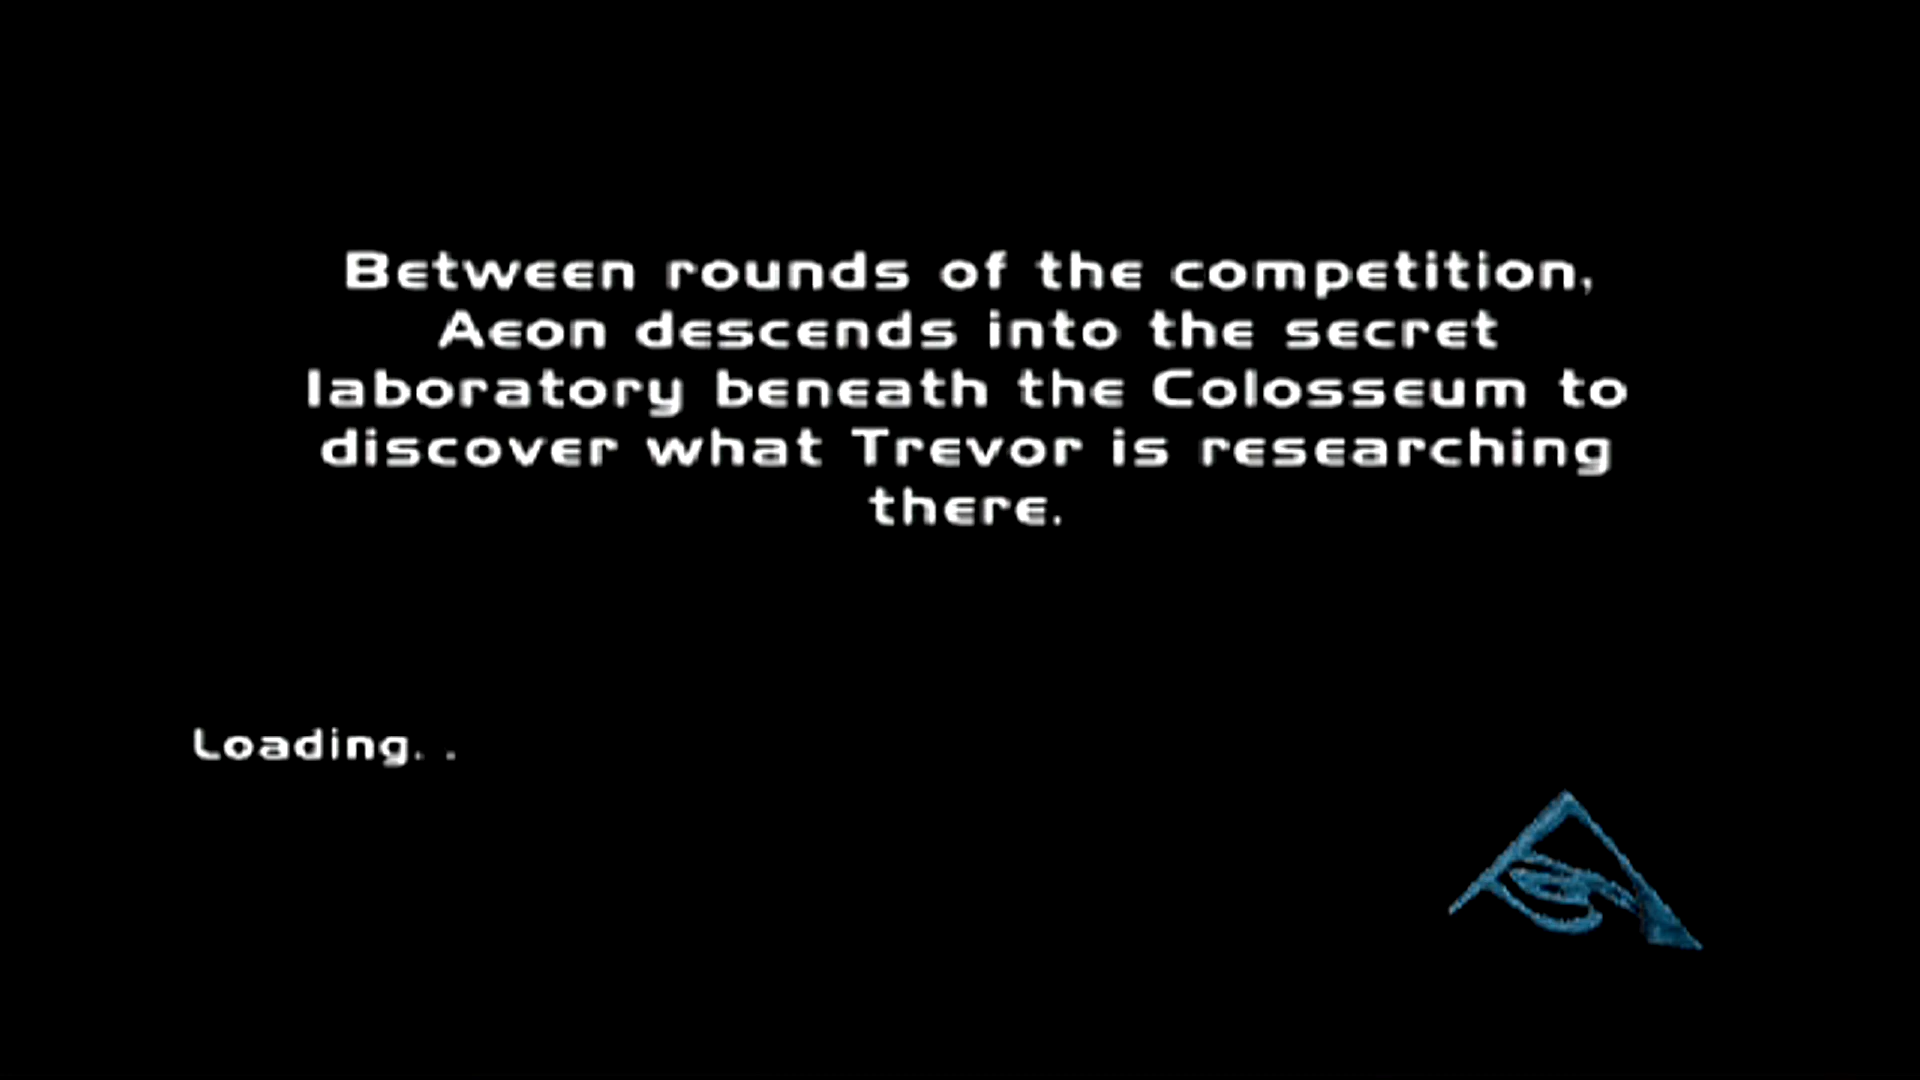 Between rounds of the competition,
Aeon descends into the secret
laboratory beneath the Colosseum to
discover what Trevor is researching
there.
Loading. .